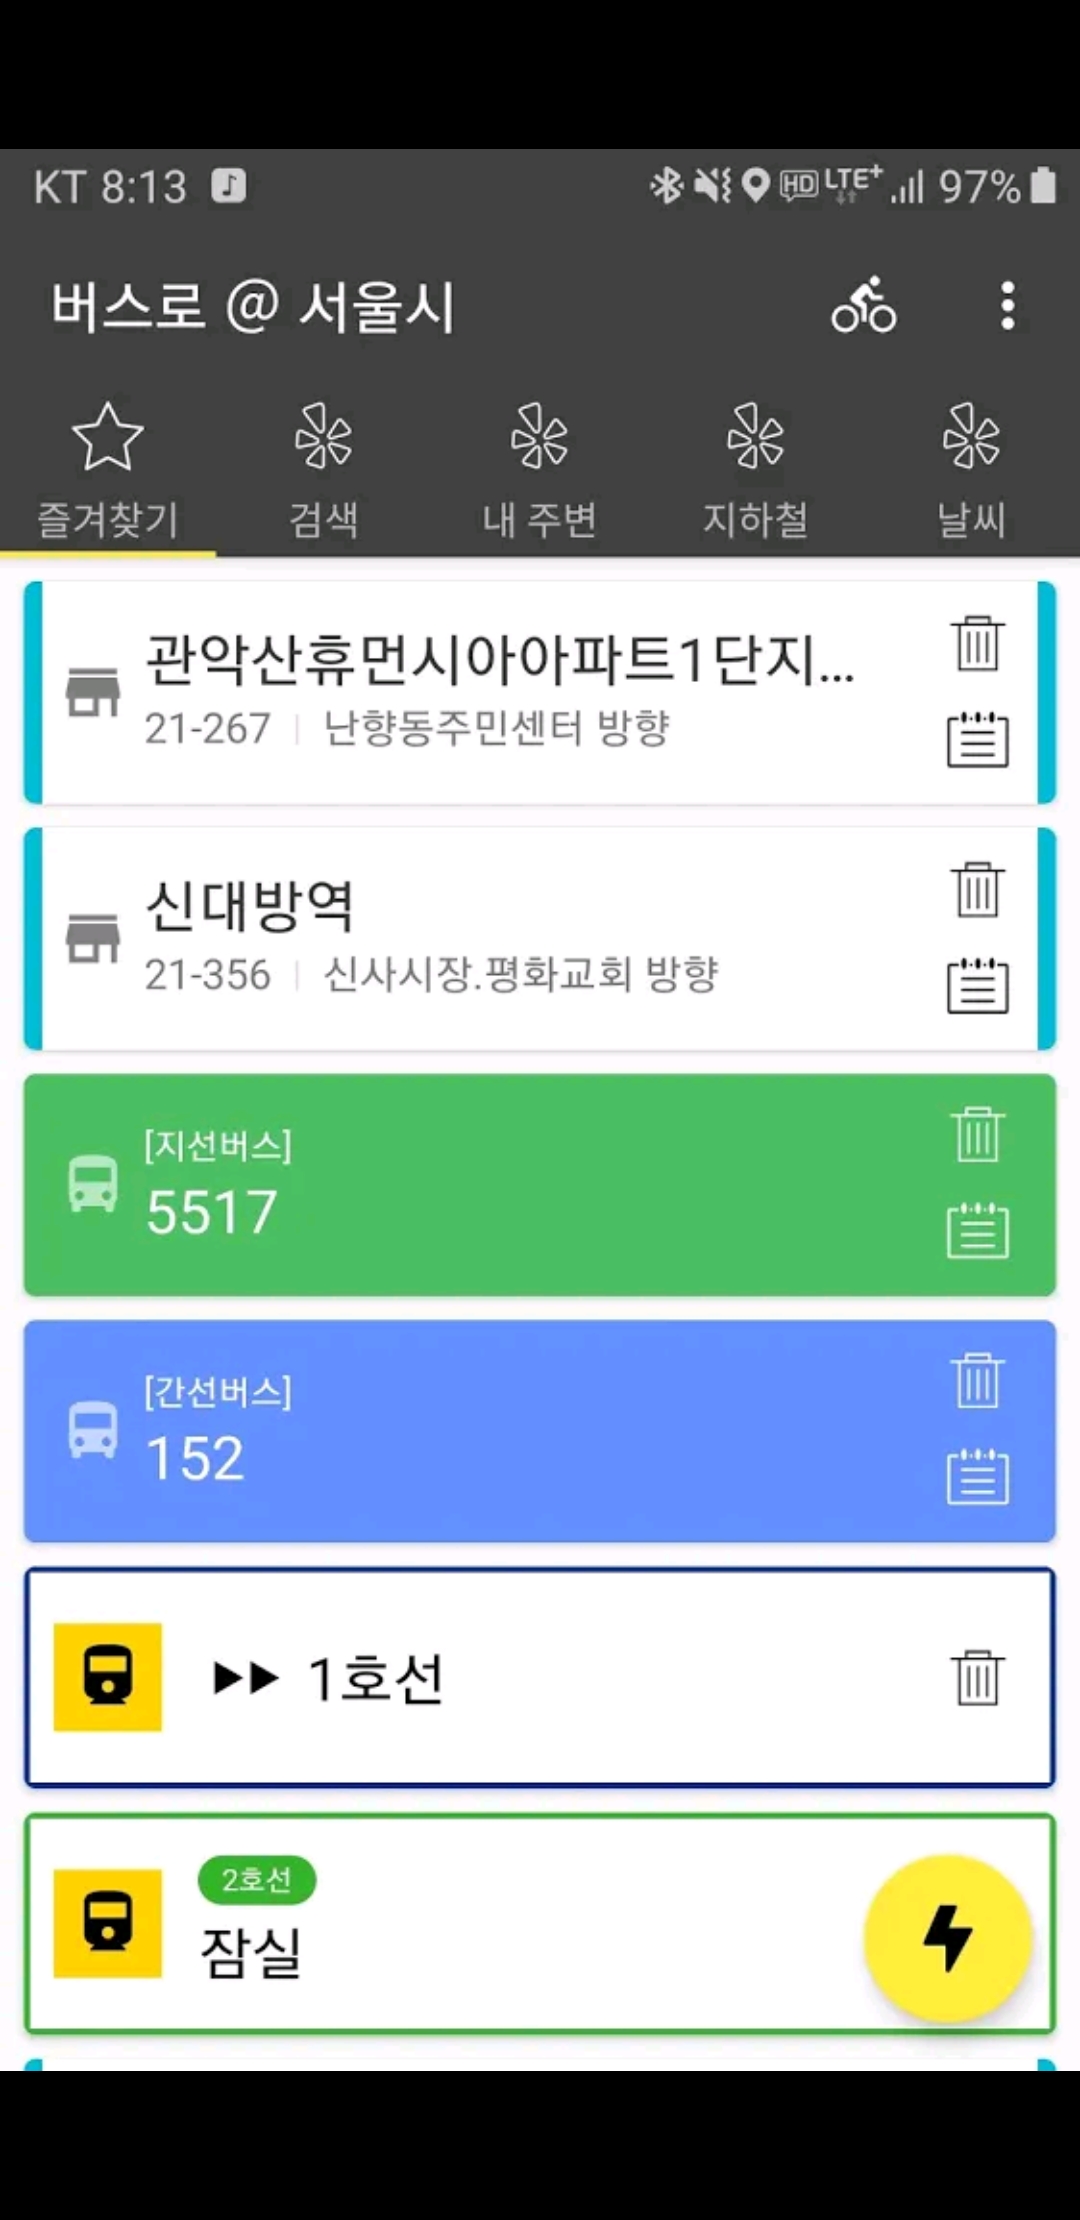 KT 8:13
HD LTE+ 97%
버스로 @ 서울시
즐겨찾기 검색 내 주변 지하철 날씨
관악산휴먼시아아파트1단지...
21-267 | 난향동주민센터 방향
신대방역
21-356 | 신사시장.평화교회 방향
[지선버스]
5517
[간선버스]
152
▶▶ 1호선
2호선
잠실